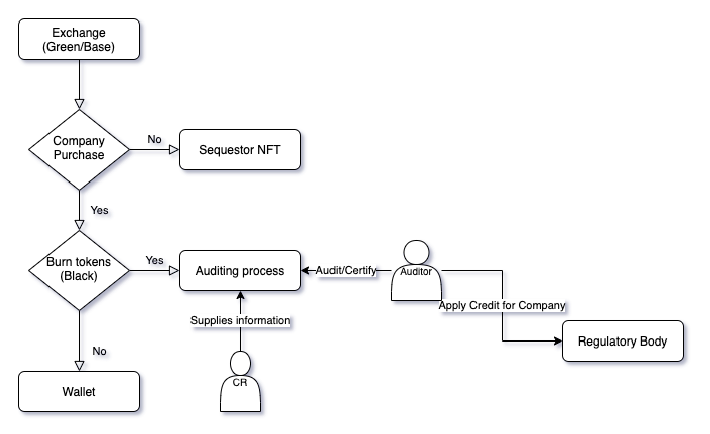 Exchange
(Green/Base)
Company
Purchase
No
Sequestor NFT
Yes
Burn tokens
(Black)
Yes
Auditing process
Audit/Certify
Auditor
Apply Credit for Company
Supplies information
Regulatory Body
No
CR
Wallet